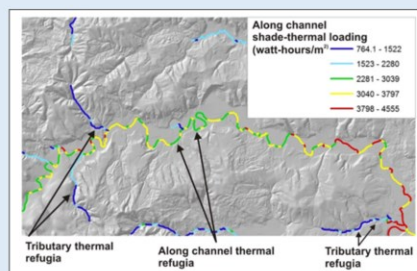 Along channel
shade-thermal loading
(watt-hours/m²)
764.1 - 1522
1523 - 2280
2281 - 3039
3040 - 3797
3798 - 4555
Tributary thermal
refugia
Along channel thermal
refugia
Tributary thermal
refugia